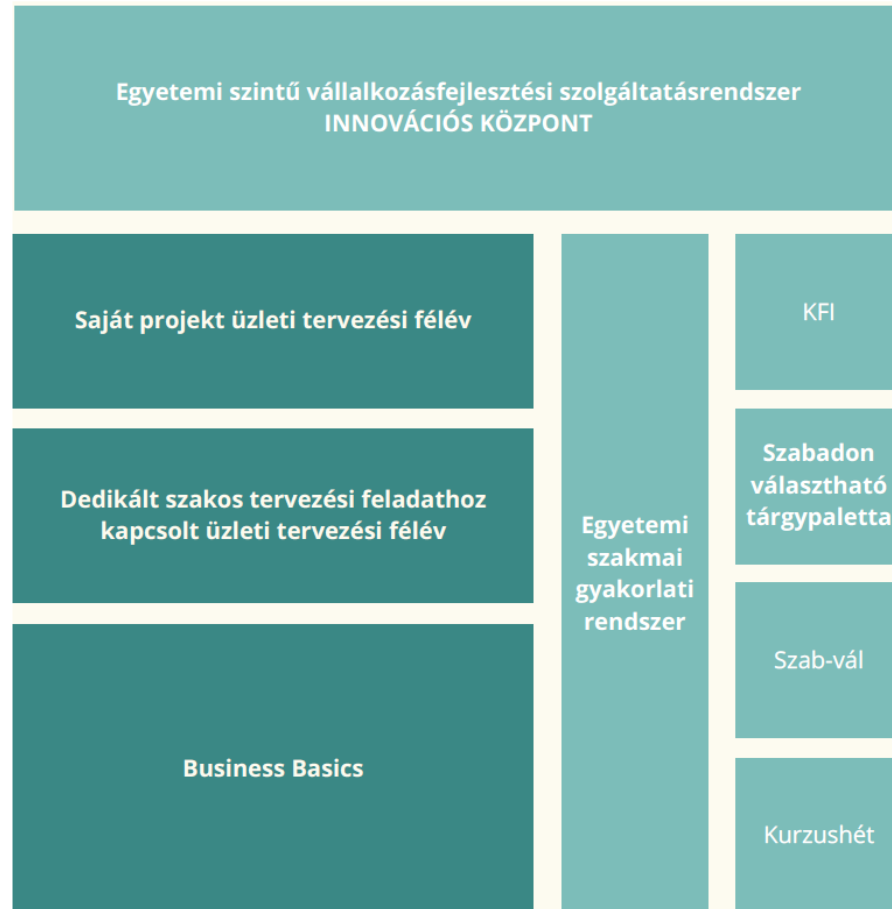 Egyetemi szintű vállalkozásfejlesztési szolgáltatásrendszer
INNOVÁCIÓS KÖZPONT
Saját projekt üzleti tervezési félév
Dedikált szakos tervezési feladathoz
kapcsolt üzleti tervezési félév
Business Basics
Egyetemi
szakmai
gyakorlati
rendszer
KFI
Szabadon
választható
tárgypaletta
Szab-vál
Kurzushét